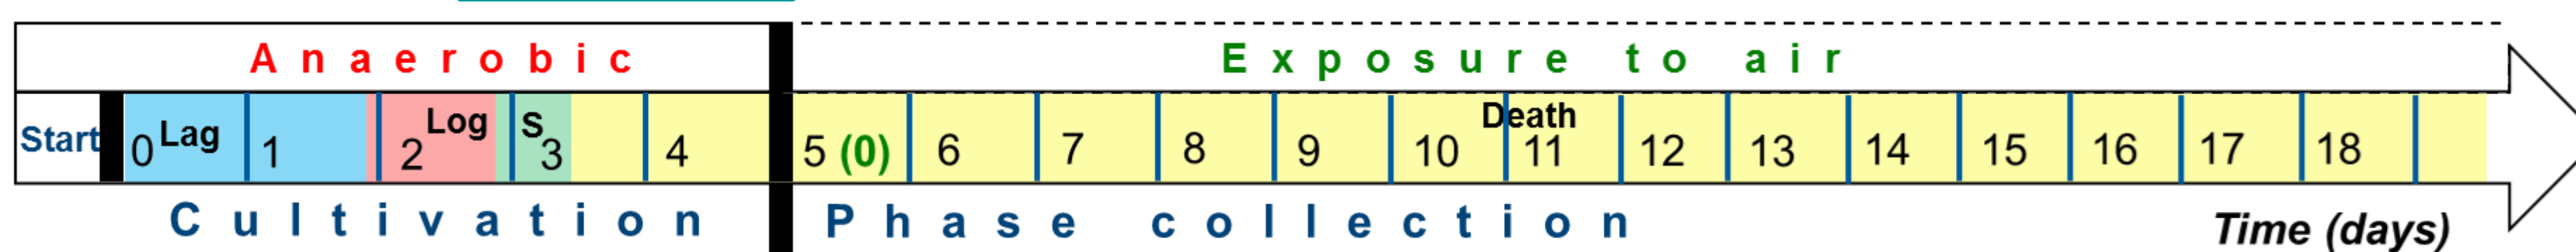 Anaerobic Exposure to air
Start 0 Lag 1 2 Log S 3 4 5 (0) 6 7 8 9 10 Death 11 12 13 14 15 16 17 18
Cultivation Phase collection Time (days)